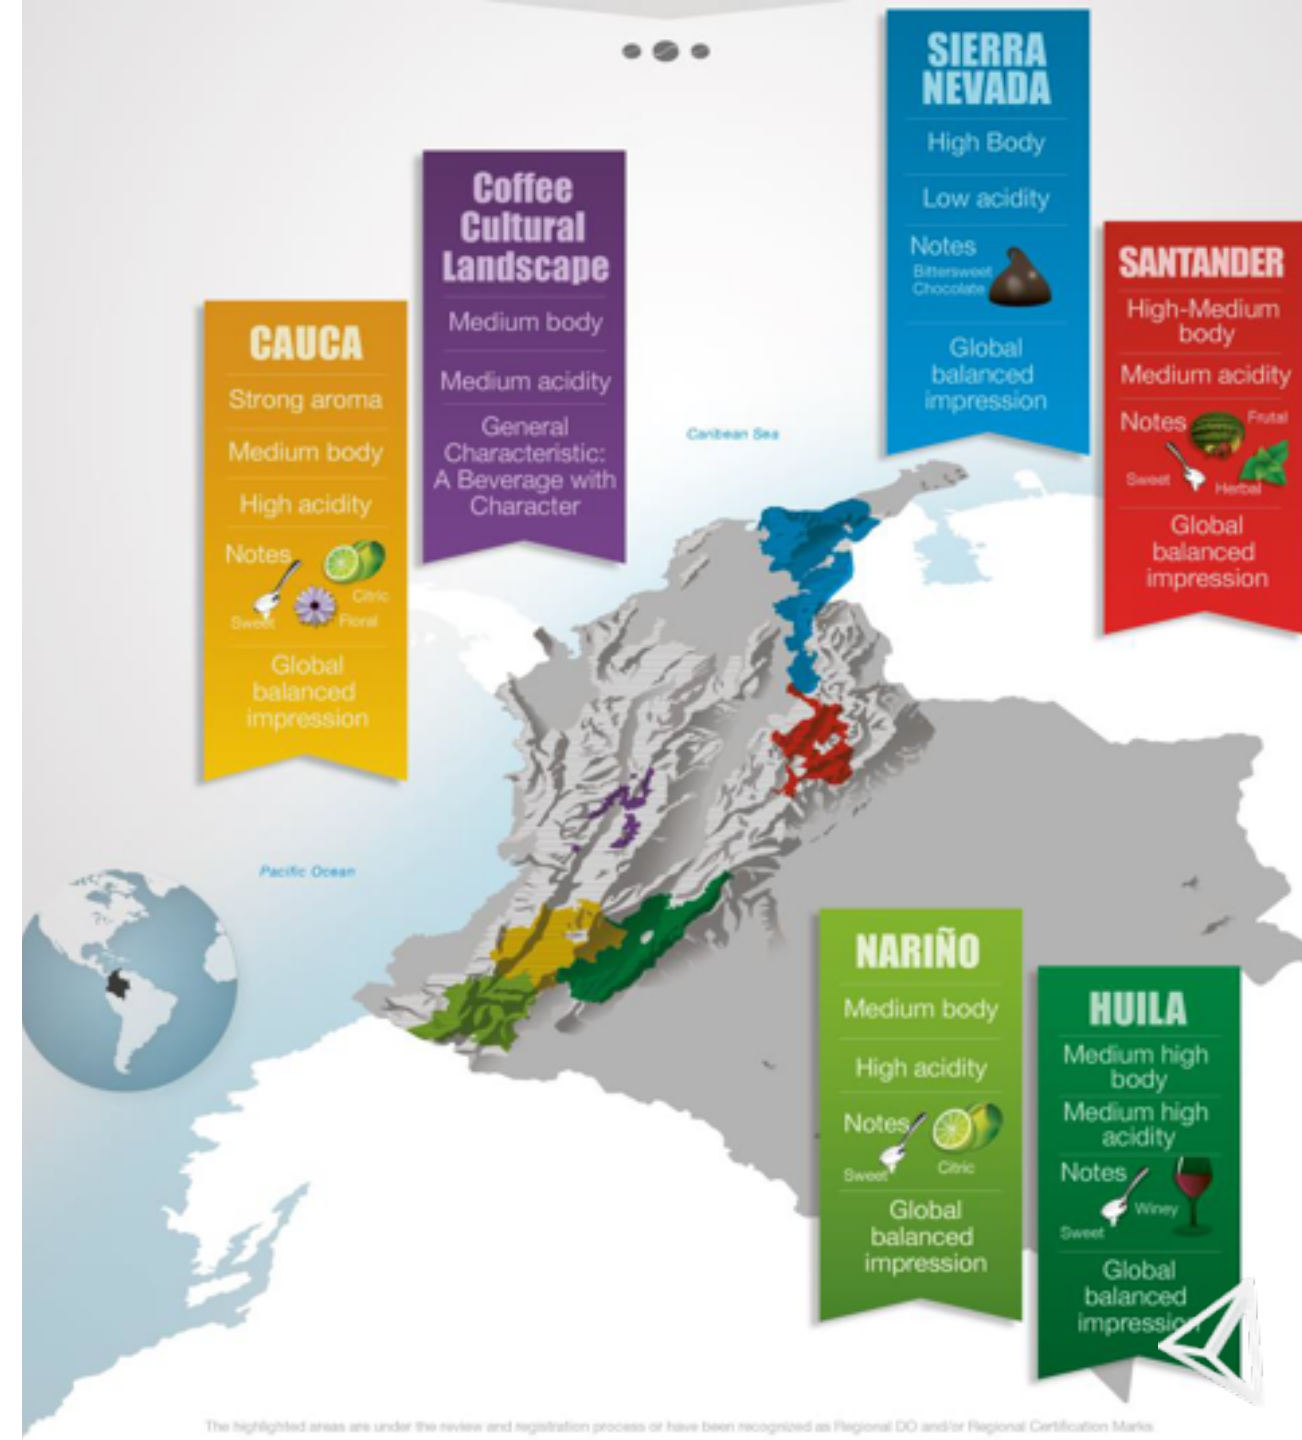 SIERRA
NEVADA
High Body
Low acidity
Notes
Bittersweet
Chocolate
Global
balanced
impression
Coffee
Cultural
Landscape
Medium body
Medium acidity
General
Characteristic:
A Beverage with
Character
SANTANDER
High-Medium
body
Medium acidity
Notes
Frutal
Sweet
Herbal
Global
balanced
impression
CAUCA
Strong aroma
Medium body
High acidity
Notes
Citric
Sweet
Floral
Global
balanced
impression
Caribean Sea
Pacific Ocean
NARIÑO
Medium body
High acidity
Notes
Sweet
Citric
Global
balanced
impression
HUILA
Medium high
body
Medium high
acidity
Notes
Winey
Sweet
Global
balanced
impression
The highlighted areas are under the review and registration process or have been recognized as Regional DO and/or Regional Certification Marks